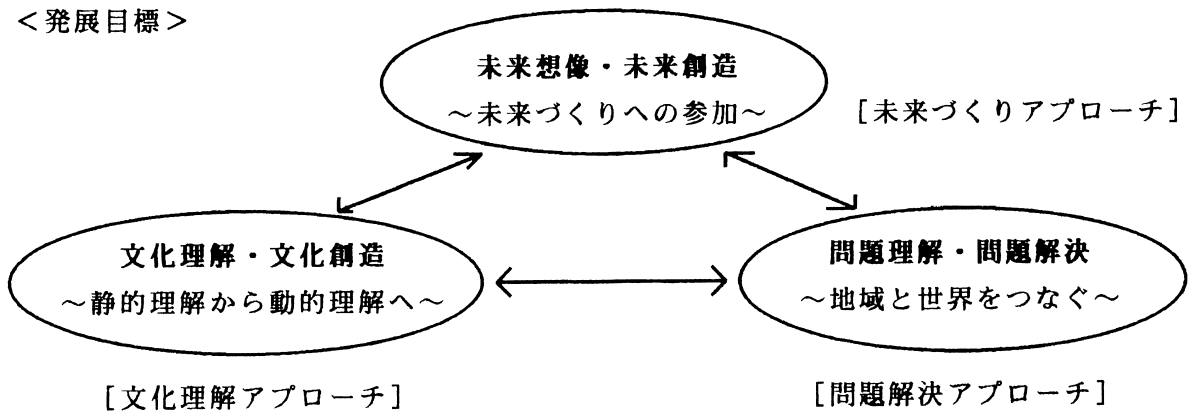 ＜発展目標＞
未来想像・未来創造
～未来づくりへの参加～
［未来づくりアプローチ］
文化理解・文化創造
～静的理解から動的理解へ～
［文化理解アプローチ］
問題理解・問題解決
～地域と世界をつなぐ～
［問題解決アプローチ］